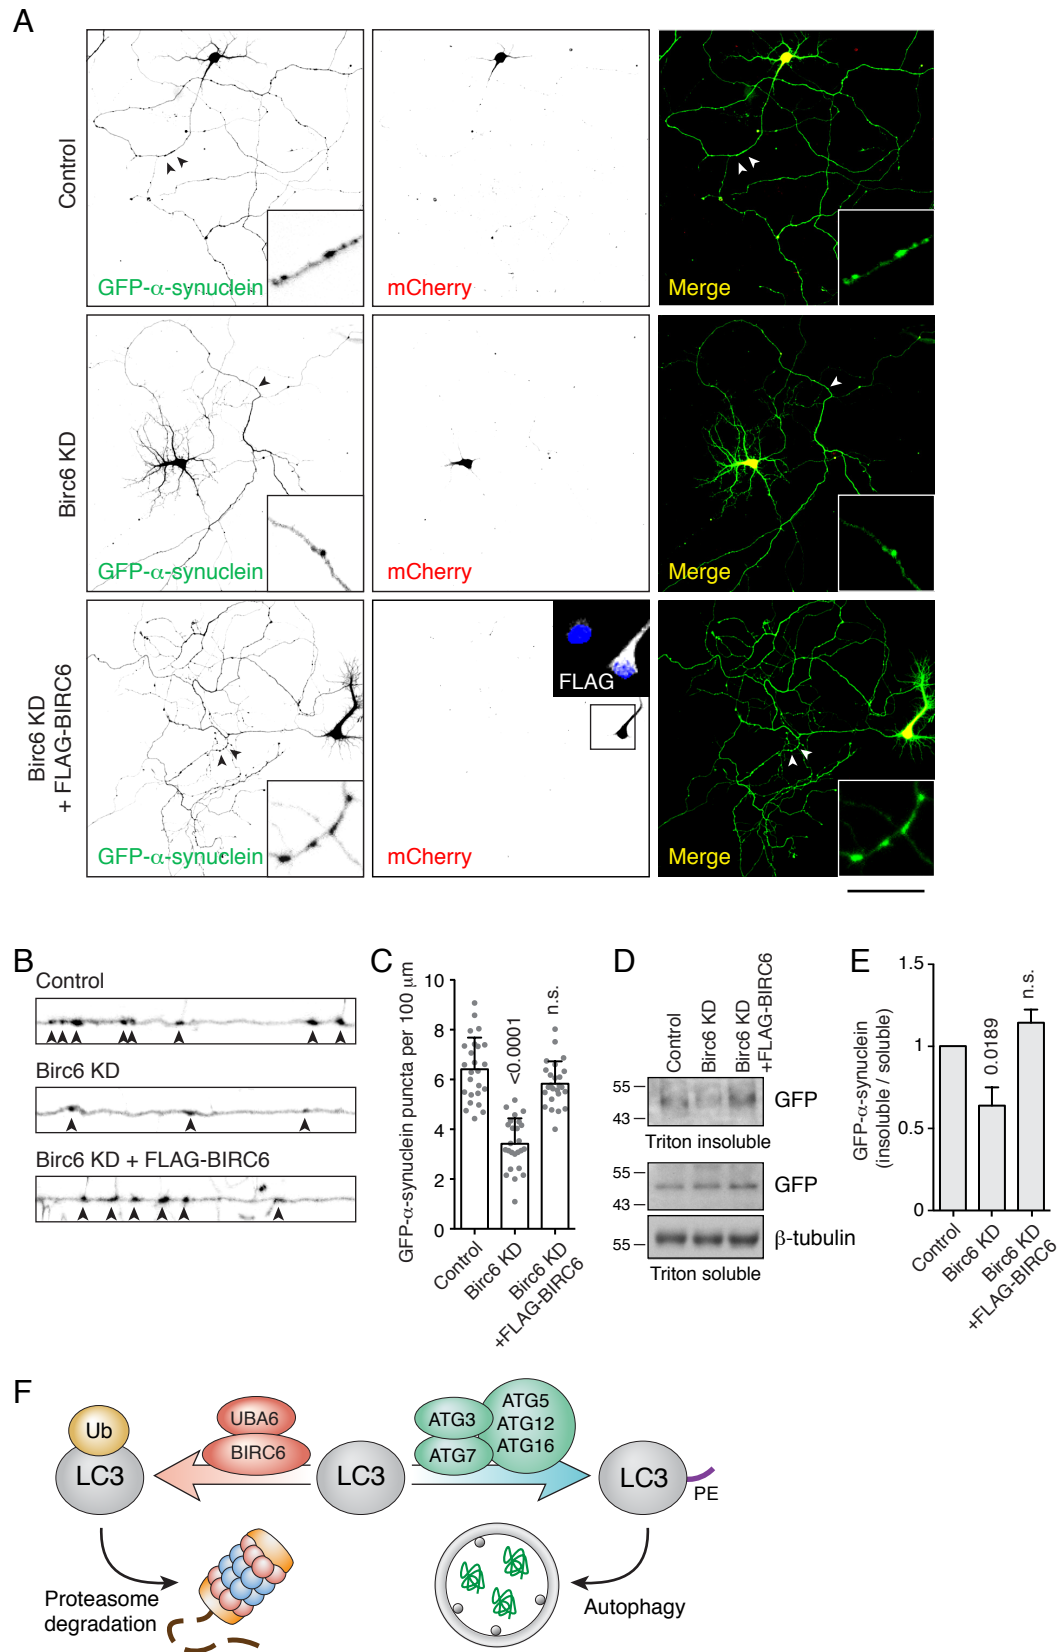 A
Control
GFP-α-synuclein
mCherry
Merge
Birc6 KD
GFP-α-synuclein
mCherry
Merge
Birc6 KD
+ FLAG-BIRC6
GFP-α-synuclein
FLAG
mCherry
Merge
B
Control
Birc6 KD
Birc6 KD + FLAG-BIRC6
C
GFP-α-synuclein puncta per 100 μm
10
8
6
4
2
0
<0.0001
n.s.
Control
Birc6 KD
Birc6 KD
+FLAG-BIRC6
D
Control
Birc6 KD
Birc6 KD
+FLAG-BIRC6
55
43
GFP
Triton insoluble
55
43
GFP
55
β-tubulin
Triton soluble
E
GFP-α-synuclein
(insoluble / soluble)
1.5
1
0.5
0
0.0189
n.s.
Control
Birc6 KD
Birc6 KD
+FLAG-BIRC6
F
Ub
LC3
UBA6
BIRC6
LC3
ATG3
ATG7
ATG5
ATG12
ATG16
LC3
PE
Proteasome
degradation
Autophagy